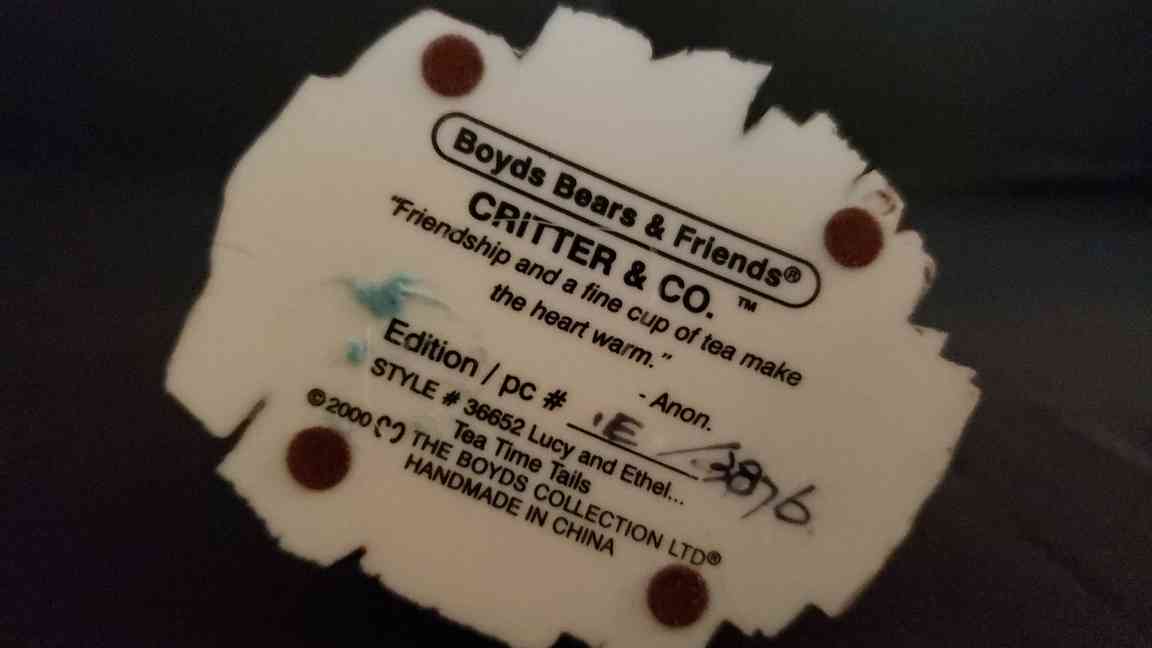 Boyds Bears & Friends®
CRITTER & CO. ™
"Friendship and a fine cup of tea make
the heart warm."
- Anon.
Edition / pc # 1E /3876
STYLE # 36652 Lucy and Ethel...
Tea Time Tails
© 2000 THE BOYDS COLLECTION LTD®
HANDMADE IN CHINA